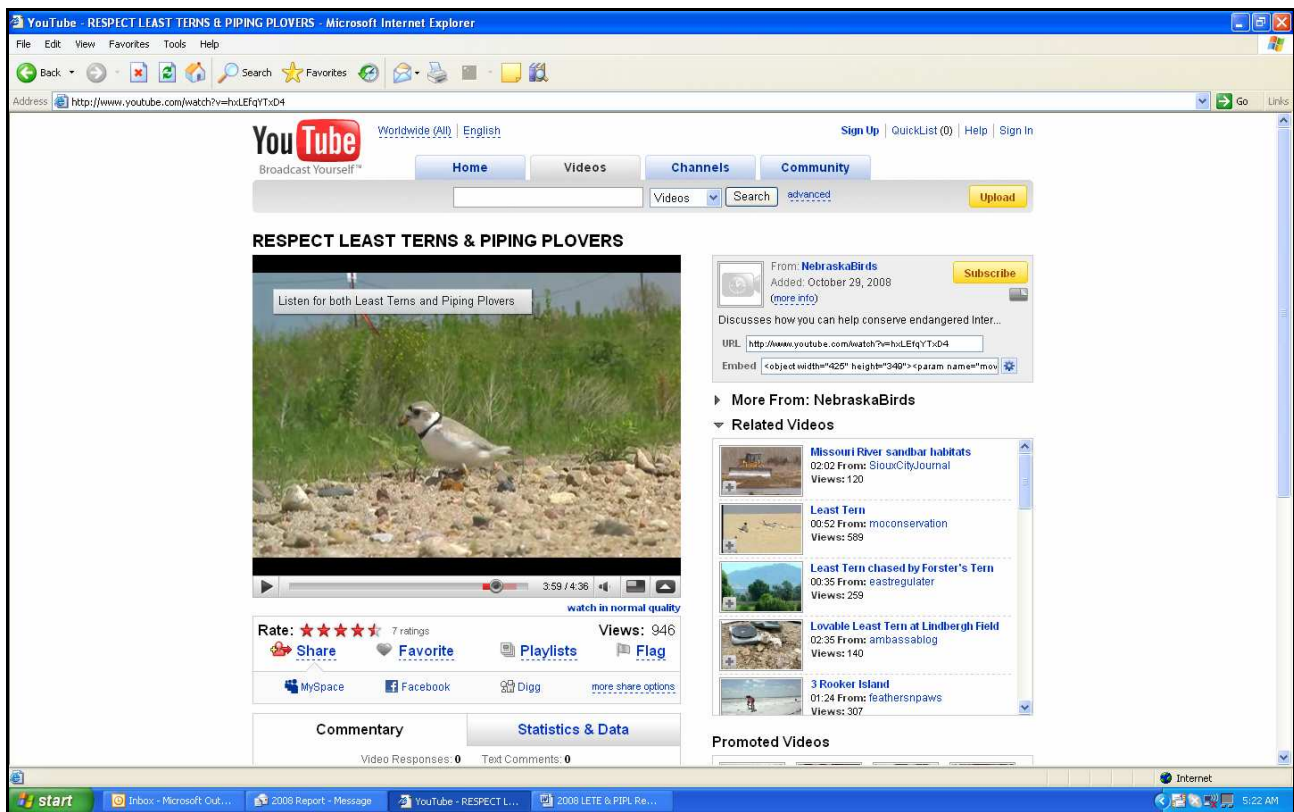 YouTube - RESPECT LEAST TERNS & PIPING PLOVERS - Microsoft Internet Explorer
File Edit View Favorites Tools Help
Back Search Favorites
Address http://www.youtube.com/watch?v=hxLEfqYTxD4 Go Links
YouTube Worldwide (All) English Sign Up QuickList (0) Help Sign In
Broadcast Yourself™ Home Videos Channels Community
Videos Search advanced Upload
RESPECT LEAST TERNS & PIPING PLOVERS
Listen for both Least Terns and Piping Plovers
3:59 / 4:36
watch in normal quality
Rate: 7 ratings Views: 946
Share Favorite Playlists Flag
MySpace Facebook Digg more share options
Commentary Statistics & Data
Video Responses: 0 Text Comments: 0
From: NebraskaBirds Subscribe
Added: October 29, 2008
(more info)
Discusses how you can help conserve endangered Inter...
URL http://www.youtube.com/watch?v=hxLEfqYTxD4
Embed <object width="425" height="349"><param name="mov
More From: NebraskaBirds
Related Videos
Missouri River sandbar habitats
02:02 From: SiouxCityJournal
Views: 120
Least Tern
00:52 From: moconservation
Views: 589
Least Tern chased by Forster's Tern
00:35 From: eastregulater
Views: 259
Lovable Least Tern at Lindbergh Field
02:35 From: ambassablog
Views: 140
3 Rooker Island
01:24 From: feathersnpaws
Views: 307
Promoted Videos
Internet
start Inbox - Microsoft Out... 2008 Report - Message YouTube - RESPECT L... 2008 LETE & PIPL Re... 5:22 AM